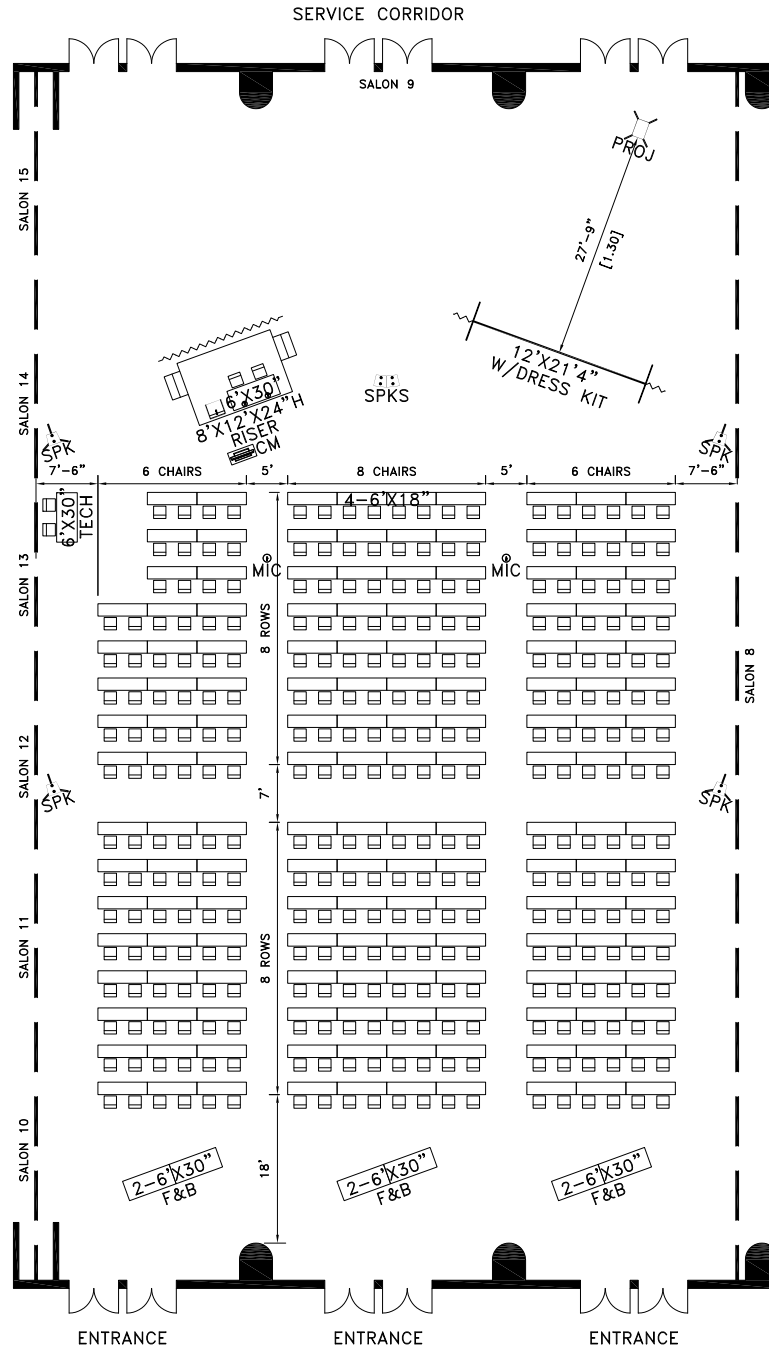 SERVICE CORRIDOR
SALON 9
PROJ
SALON 15
27'-9"
[1.30]
12'X21'4"
W/DRESS KIT
SALON 14
6'X30"
8'X12'X24"H
RISER
CM
SPKS
SPK
SPK
7'-6"
6 CHAIRS
5'
8 CHAIRS
5'
6 CHAIRS
7'-6"
6'X30"
TECH
4-6'X18"
MIC
MIC
SALON 13
8 ROWS
SALON 8
SALON 12
7'
SPK
SPK
SALON 11
8 ROWS
SALON 10
18'
2-6'X30"
F&B
2-6'X30"
F&B
2-6'X30"
F&B
ENTRANCE
ENTRANCE
ENTRANCE